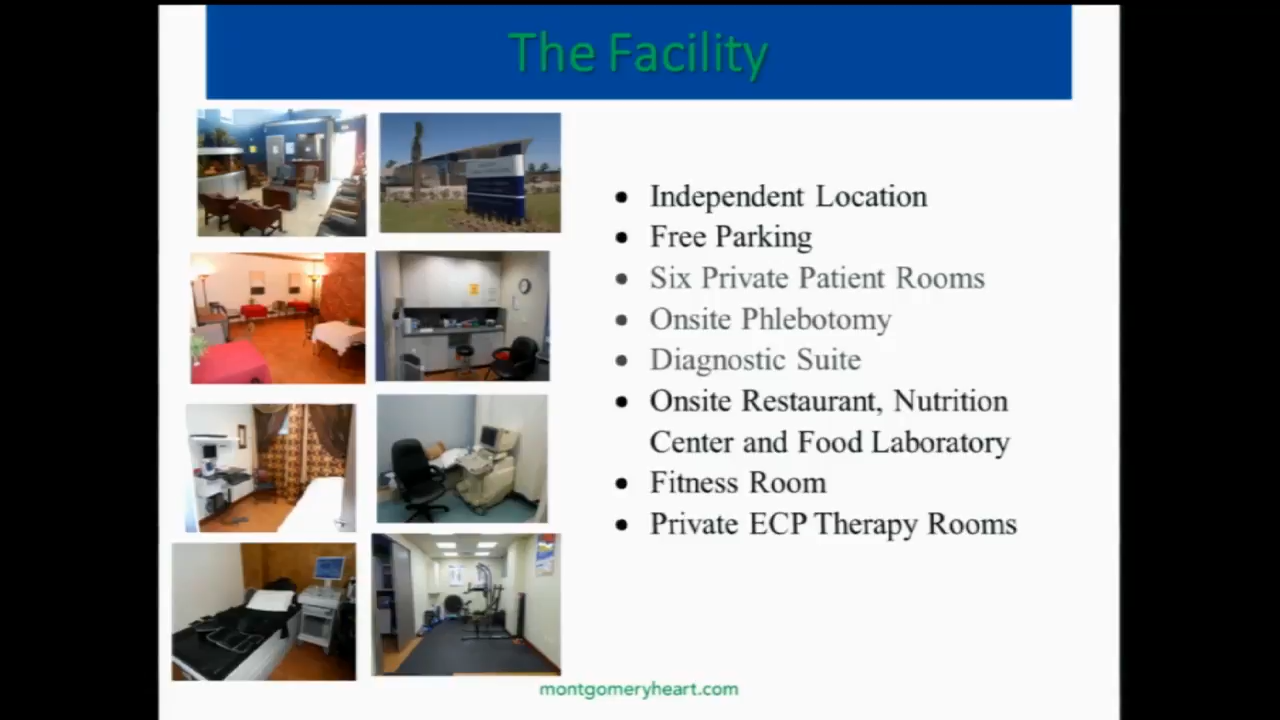 The Facility
• Independent Location
• Free Parking
• Six Private Patient Rooms
• Onsite Phlebotomy
• Diagnostic Suite
• Onsite Restaurant, Nutrition
Center and Food Laboratory
• Fitness Room
• Private ECP Therapy Rooms
montgomeryheart.com